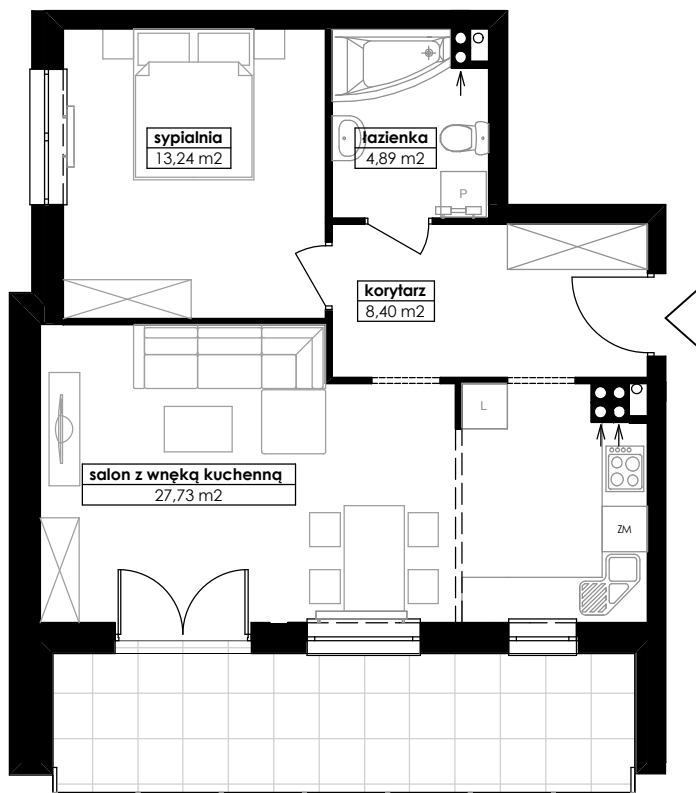 sypialnia
13,24 m2
łazienka
4,89 m2
P
korytarz
8,40 m2
L
salon z wnęką kuchenną
27,73 m2
ZM